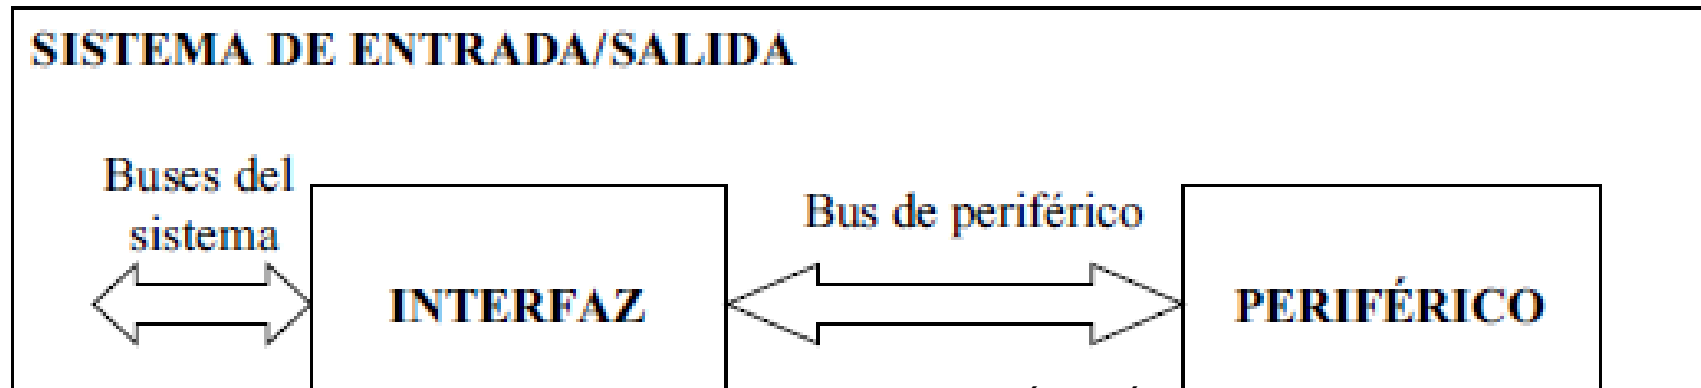 SISTEMA DE ENTRADA/SALIDA
Buses del
sistema
INTERFAZ
Bus de periférico
PERIFÉRICO